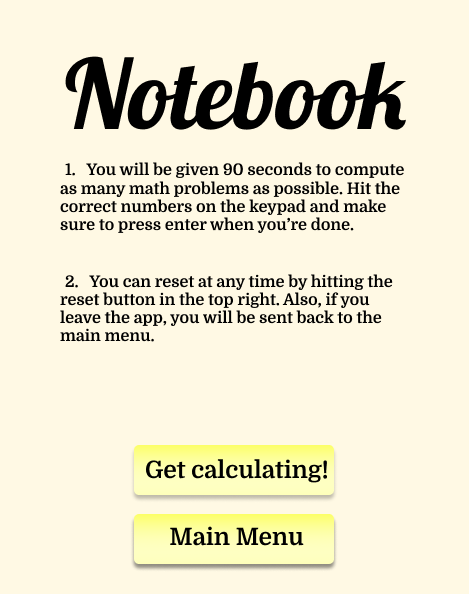 Notebook
1. You will be given 90 seconds to compute
as many math problems as possible. Hit the
correct numbers on the keypad and make
sure to press enter when you’re done.
2. You can reset at any time by hitting the
reset button in the top right. Also, if you
leave the app, you will be sent back to the
main menu.
Get calculating!
Main Menu